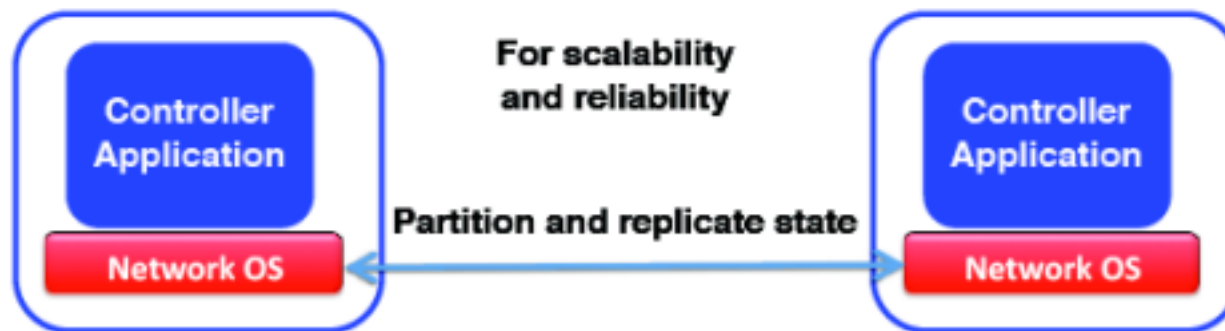 For scalability
and reliability
Controller
Application
Controller
Application
Partition and replicate state
Network OS
Network OS